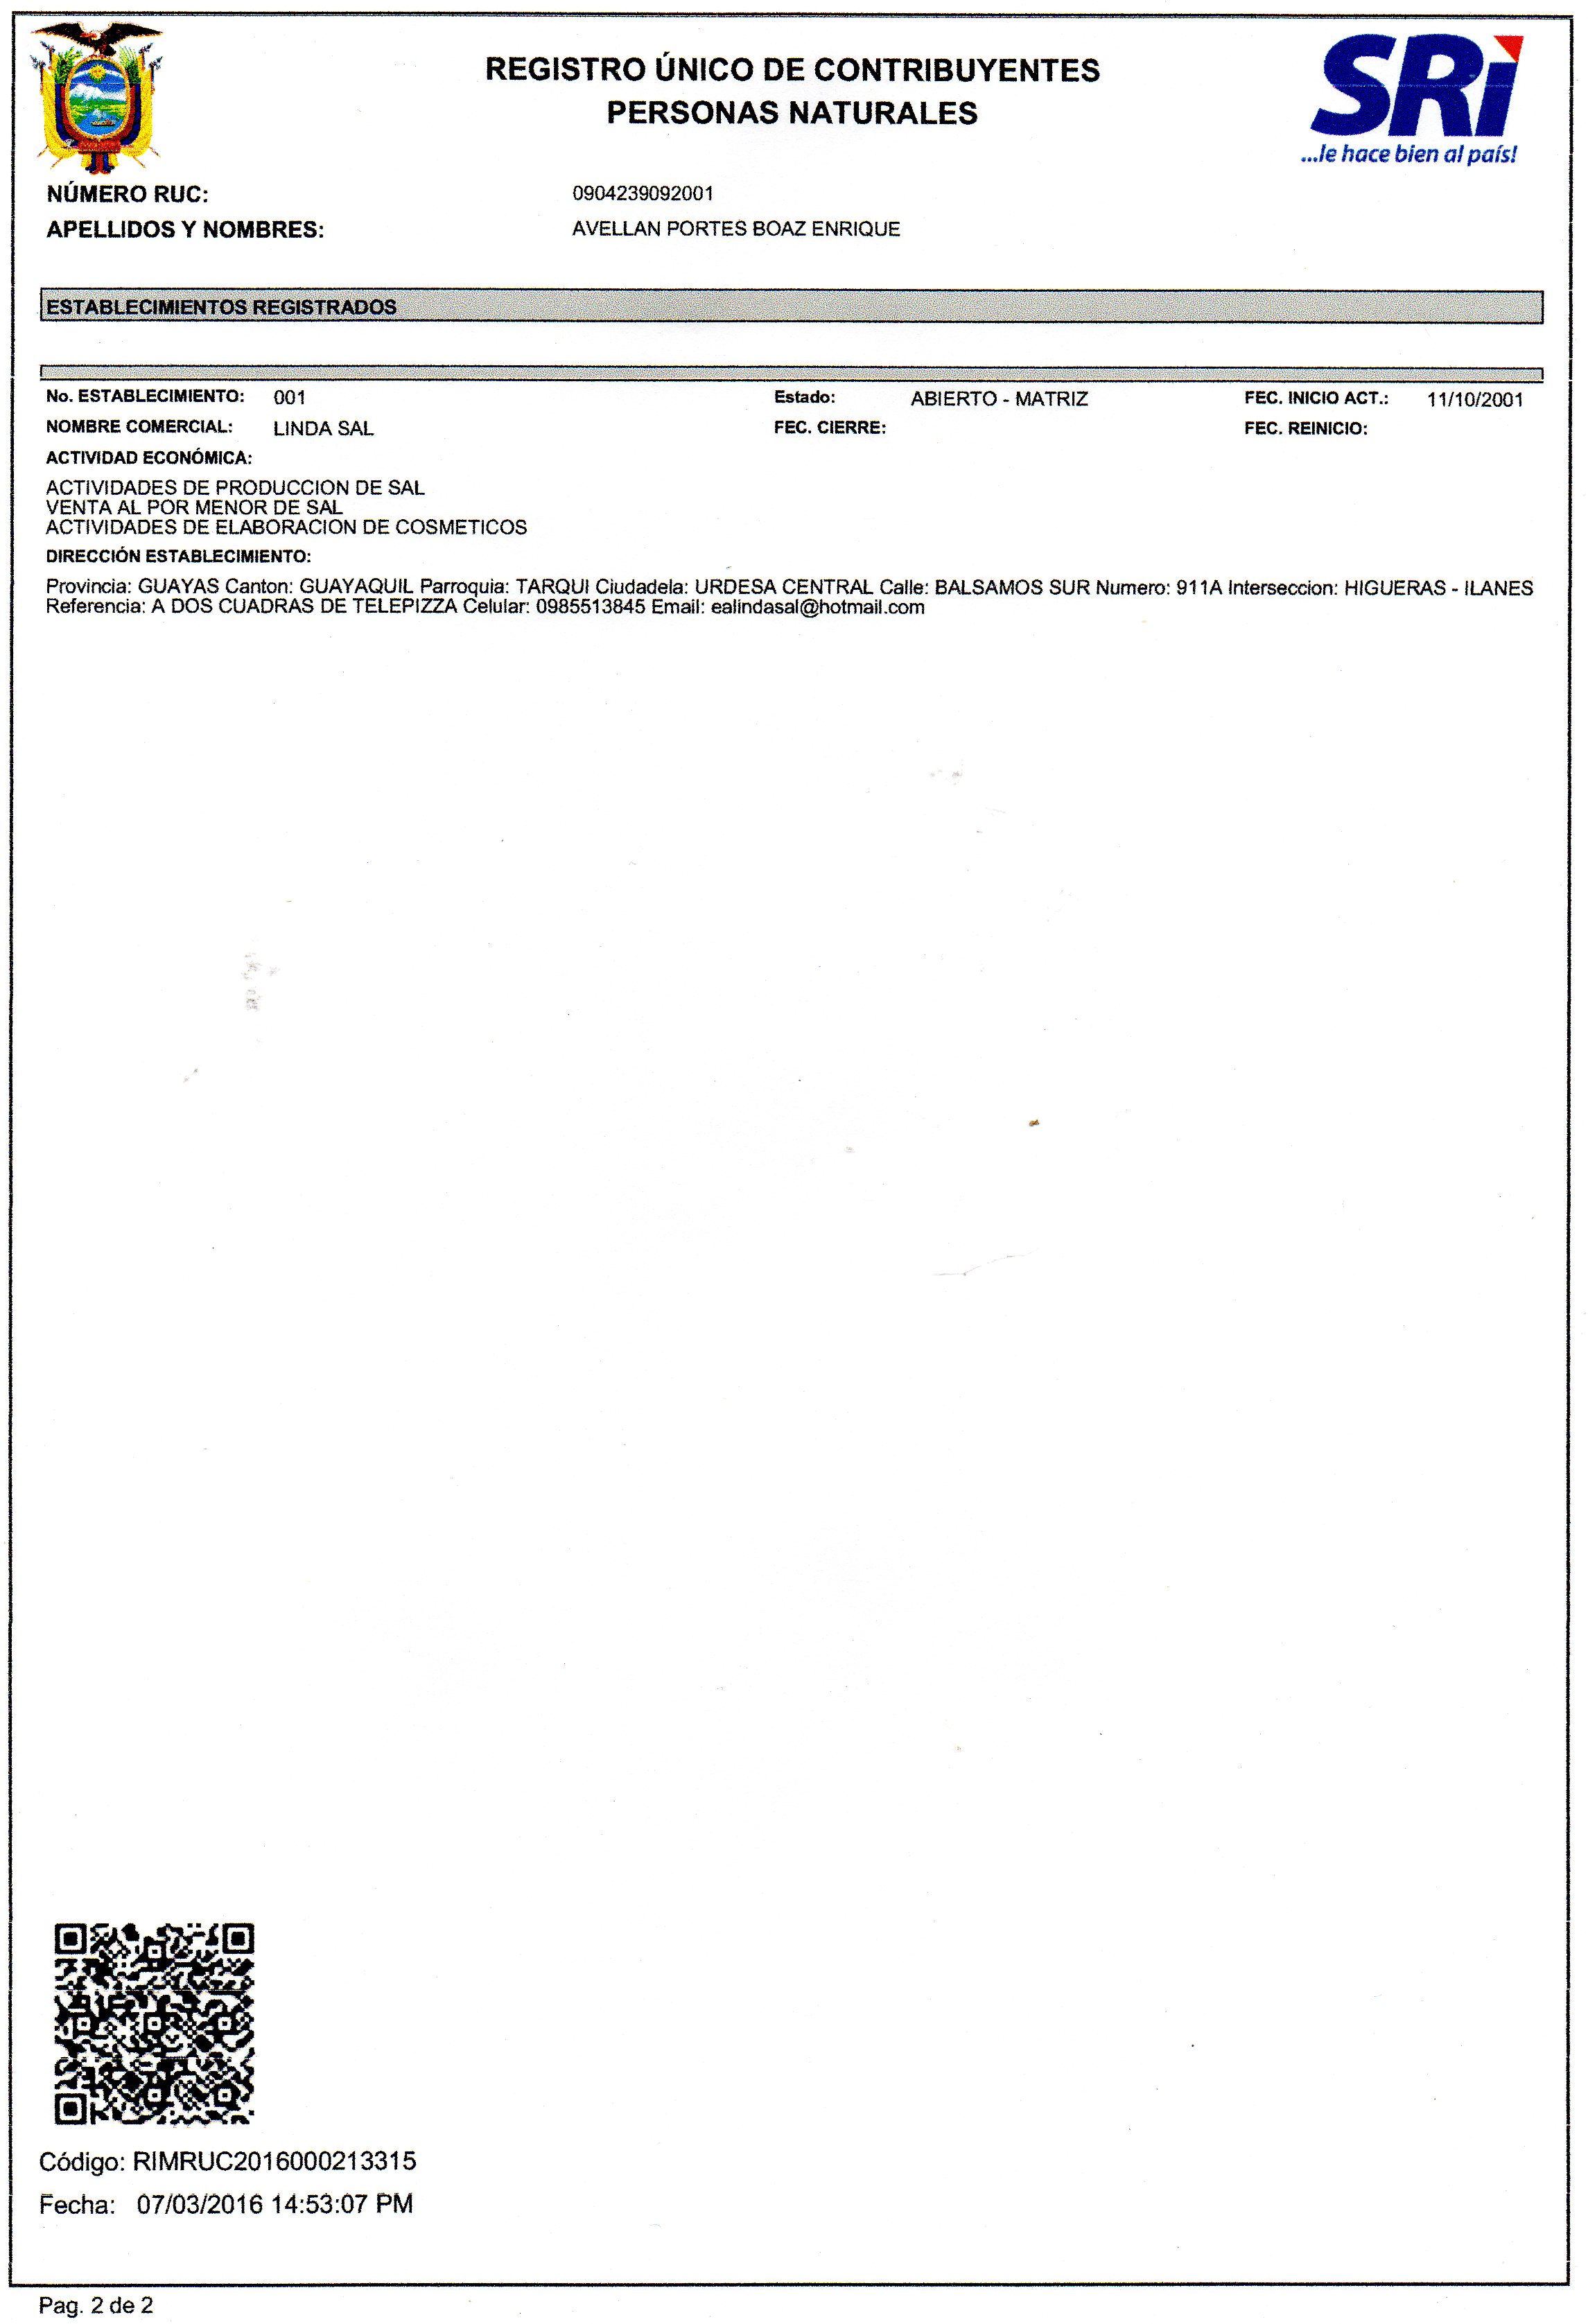 REGISTRO ÚNICO DE CONTRIBUYENTES
PERSONAS NATURALES
SRi
...le hace bien al país!
NÚMERO RUC: 0904239092001
APELLIDOS Y NOMBRES: AVELLAN PORTES BOAZ ENRIQUE
ESTABLECIMIENTOS REGISTRADOS
No. ESTABLECIMIENTO: 001 Estado: ABIERTO - MATRIZ FEC. INICIO ACT.: 11/10/2001
NOMBRE COMERCIAL: LINDA SAL FEC. CIERRE: FEC. REINICIO:
ACTIVIDAD ECONÓMICA:
ACTIVIDADES DE PRODUCCION DE SAL
VENTA AL POR MENOR DE SAL
ACTIVIDADES DE ELABORACION DE COSMETICOS
DIRECCIÓN ESTABLECIMIENTO:
Provincia: GUAYAS Canton: GUAYAQUIL Parroquia: TARQUI Ciudadela: URDESA CENTRAL Calle: BALSAMOS SUR Numero: 911A Interseccion: HIGUERAS - ILANES
Referencia: A DOS CUADRAS DE TELEPIZZA Celular: 0985513845 Email: ealindasal@hotmail.com
Código: RIMRUC2016000213315
Fecha: 07/03/2016 14:53:07 PM
Pag. 2 de 2